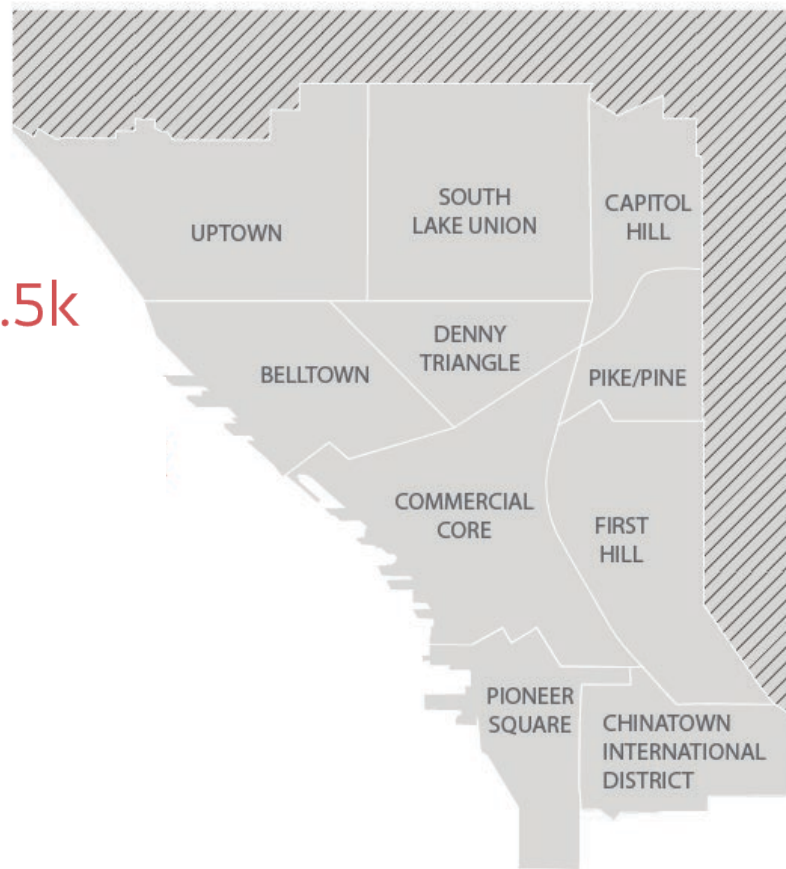 SOUTH
LAKE UNION
CAPITOL
HILL
UPTOWN
.5k
DENNY
TRIANGLE
BELLTOWN
PIKE/PINE
COMMERCIAL
CORE
FIRST
HILL
PIONEER
SQUARE
CHINATOWN
INTERNATIONAL
DISTRICT